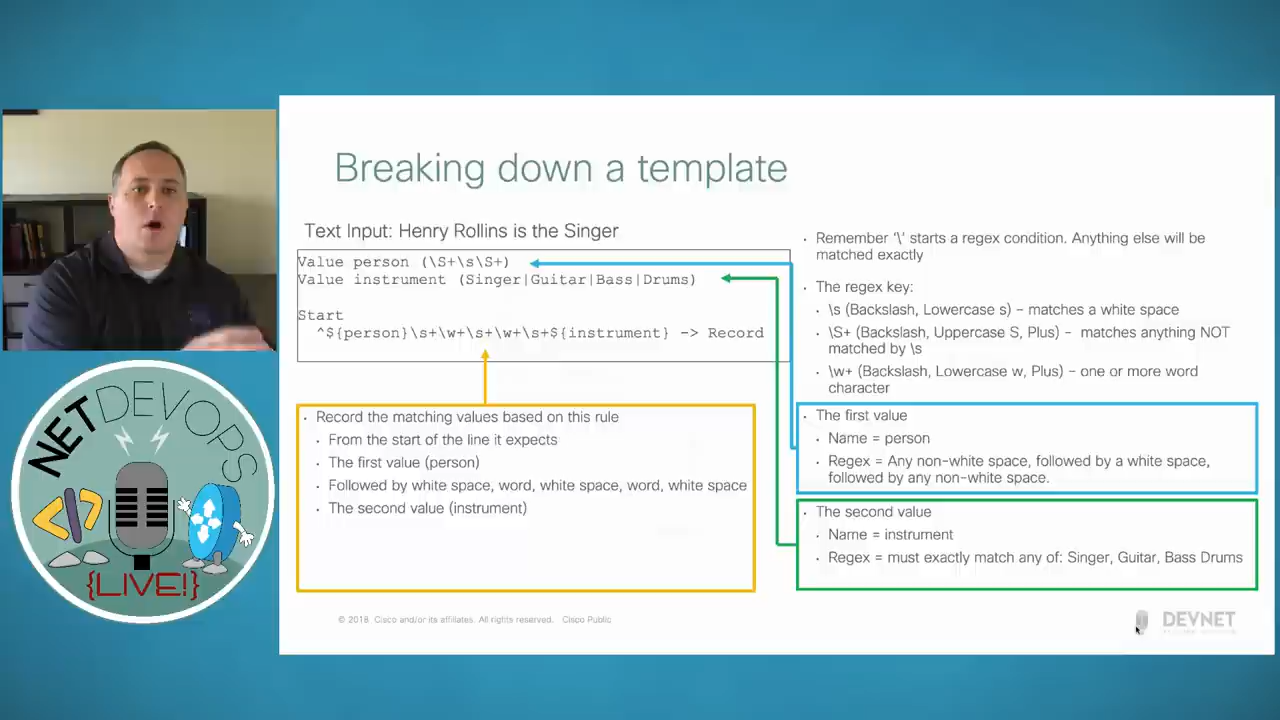 Breaking down a template
Text Input: Henry Rollins is the Singer
Value person (\S+\s\S+)
Value instrument (Singer|Guitar|Bass|Drums)
Start
^${person}\s+\w+\s+\w+\s+${instrument} -> Record
Record the matching values based on this rule
From the start of the line it expects
The first value (person)
Followed by white space, word, white space, word, white space
The second value (instrument)
Remember '\' starts a regex condition. Anything else will be
matched exactly
The regex key:
\s (Backslash, Lowercase s) – matches a white space
\S+ (Backslash, Uppercase S, Plus) – matches anything NOT
matched by \s
\w+ (Backslash, Lowercase w, Plus) – one or more word
character
The first value
Name = person
Regex = Any non-white space, followed by a white space,
followed by any non-white space.
The second value
Name = instrument
Regex = must exactly match any of: Singer, Guitar, Bass Drums
NETDEVOPS
</>
{LIVE!}
© 2018 Cisco and/or its affiliates. All rights reserved. Cisco Public
DEVNET